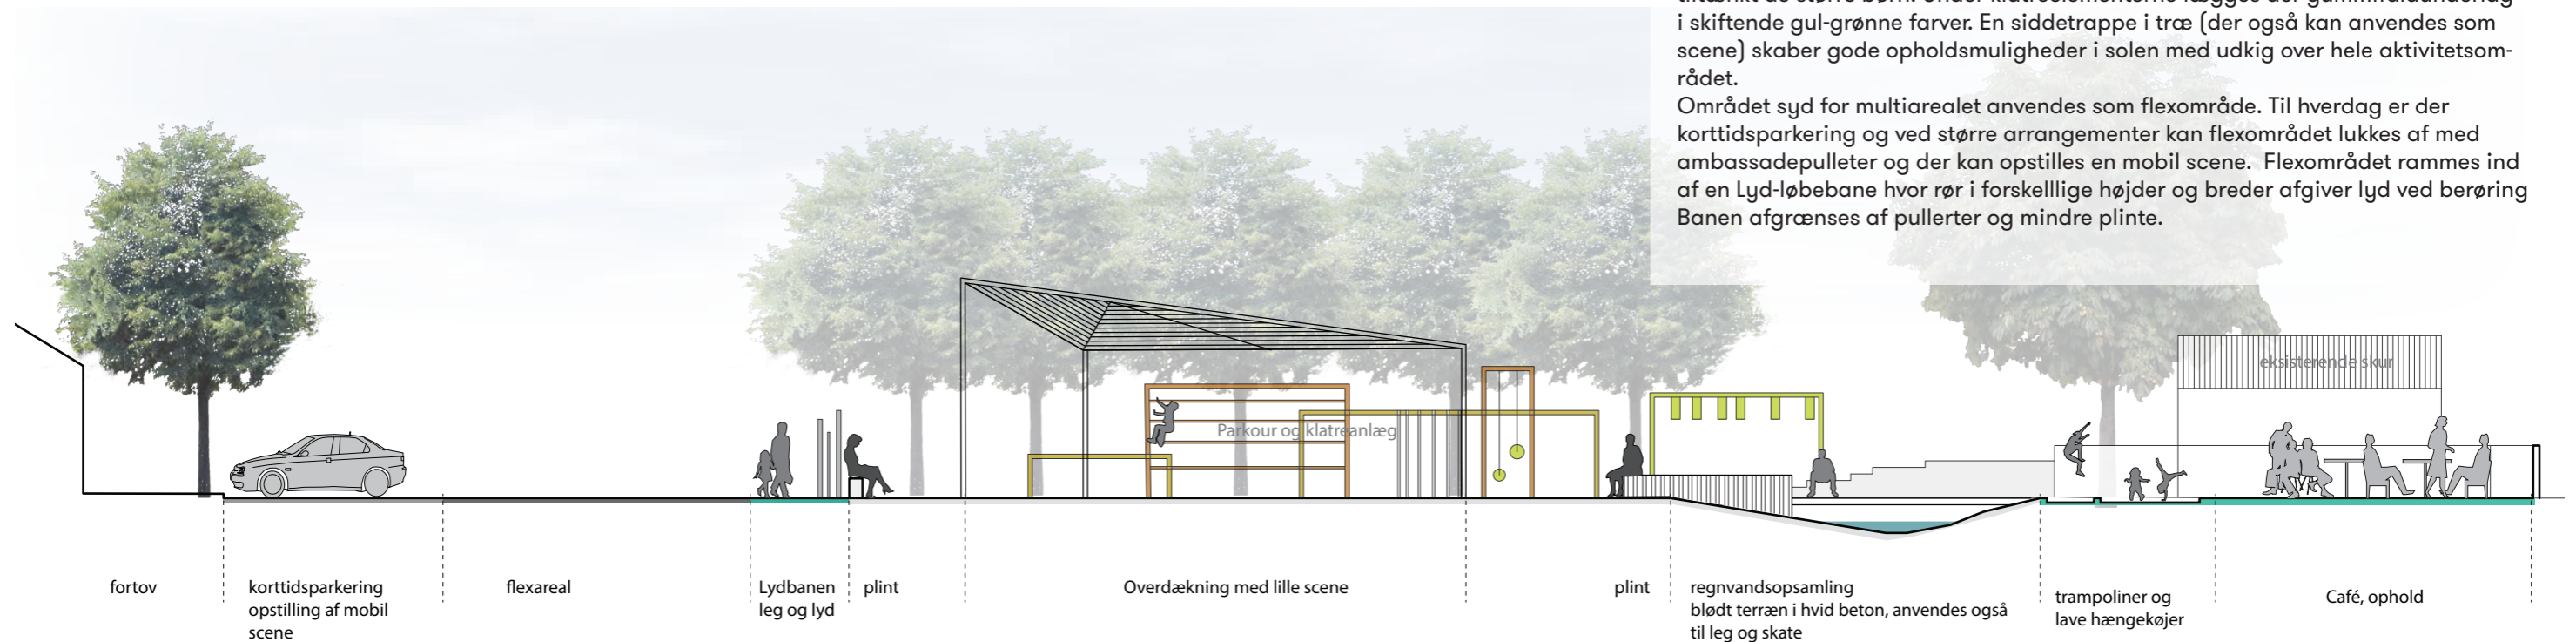 i skiftende gul-grønne farver. En siddetrappe i træ (der også kan anvendes som
scene) skaber gode opholdsmuligheder i solen med udkig over hele aktivitetsom-
rådet.
Området syd for multiarealet anvendes som flexområde. Til hverdag er der
korttidsparkering og ved større arrangementer kan flexområdet lukkes af med
ambassadepulleter og der kan opstilles en mobil scene. Flexområdet rammes ind
af en Lyd-løbebane hvor rør i forskelllige højder og breder afgiver lyd ved berøring
Banen afgrænses af pullerter og mindre plinte.
eksisterende skur
Parkour og klatreanlæg
fortov
korttidsparkering
opstilling af mobil
scene
flexareal
Lydbanen
leg og lyd
plint
Overdækning med lille scene
plint
regnvandsopsamling
blødt terræn i hvid beton, anvendes også
til leg og skate
trampoliner og
lave hængekøjer
Café, ophold